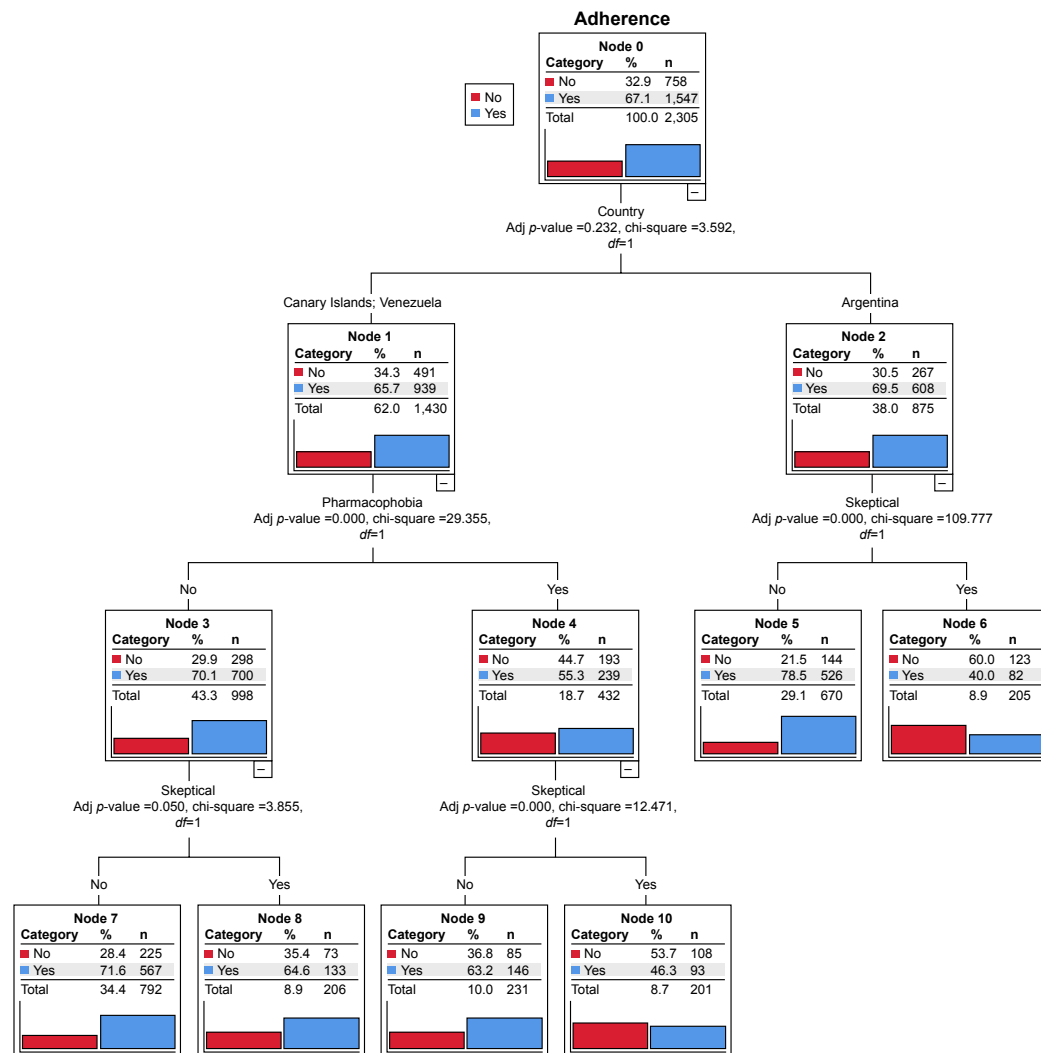 Adherence
No
Yes
Node 0
Category % n
No 32.9 758
Yes 67.1 1,547
Total 100.0 2,305
–
Country
Adj p-value =0.232, chi-square =3.592,
df=1
Canary Islands; Venezuela
Argentina
Node 1
Category % n
No 34.3 491
Yes 65.7 939
Total 62.0 1,430
–
Node 2
Category % n
No 30.5 267
Yes 69.5 608
Total 38.0 875
–
Pharmacophobia
Adj p-value =0.000, chi-square =29.355,
df=1
Skeptical
Adj p-value =0.000, chi-square =109.777
df=1
No
Yes
No
Yes
Node 3
Category % n
No 29.9 298
Yes 70.1 700
Total 43.3 998
–
Node 4
Category % n
No 44.7 193
Yes 55.3 239
Total 18.7 432
–
Node 5
Category % n
No 21.5 144
Yes 78.5 526
Total 29.1 670
Node 6
Category % n
No 60.0 123
Yes 40.0 82
Total 8.9 205
Skeptical
Adj p-value =0.050, chi-square =3.855,
df=1
Skeptical
Adj p-value =0.000, chi-square =12.471,
df=1
No
Yes
No
Yes
Node 7
Category % n
No 28.4 225
Yes 71.6 567
Total 34.4 792
Node 8
Category % n
No 35.4 73
Yes 64.6 133
Total 8.9 206
Node 9
Category % n
No 36.8 85
Yes 63.2 146
Total 10.0 231
Node 10
Category % n
No 53.7 108
Yes 46.3 93
Total 8.7 201